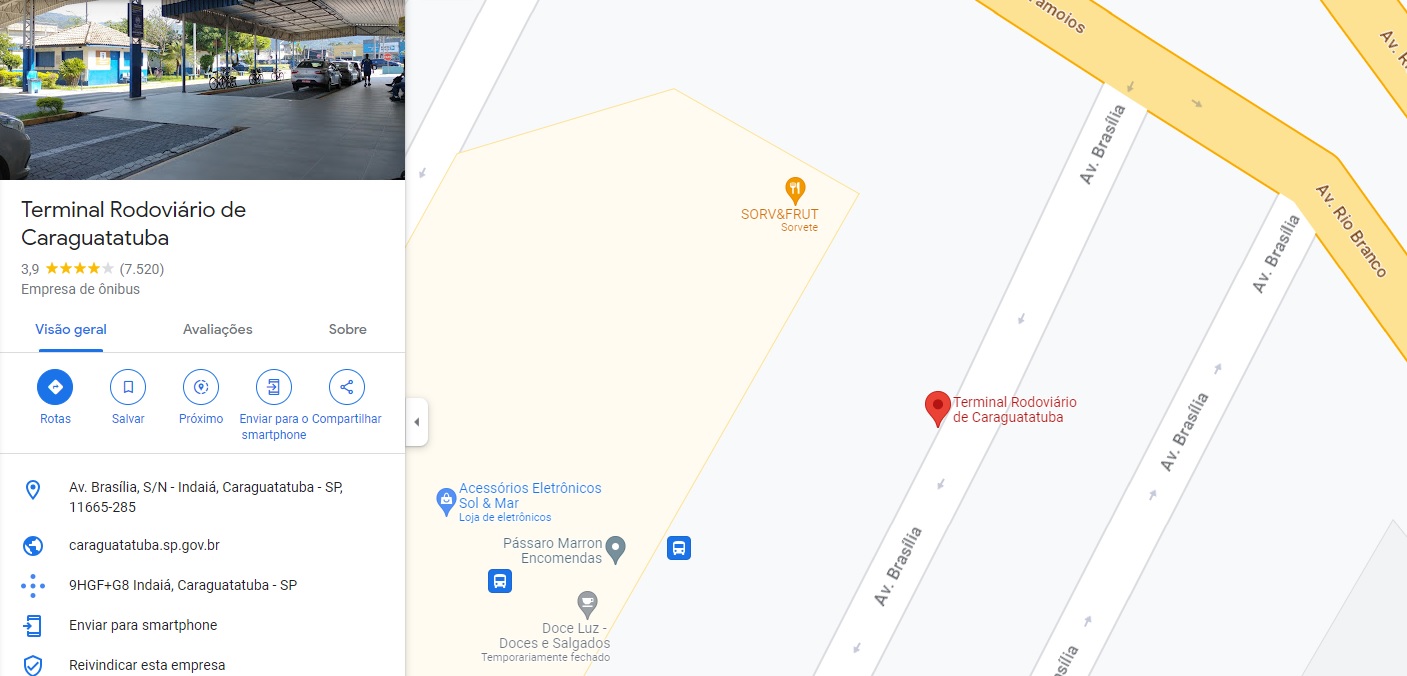 Terminal Rodoviário de
Caraguatatuba
3,9
(7.520)
Empresa de ônibus
Visão geral
Avaliações
Sobre
Rotas
Salvar
Próximo
Enviar para o
smartphone
Compartilhar
Av. Brasília, S/N - Indaiá, Caraguatatuba - SP,
11665-285
caraguatatuba.sp.gov.br
9HGF+G8 Indaiá, Caraguatatuba - SP
Enviar para smartphone
Reivindicar esta empresa
amoios
Av. R
Av. Brasília
Av. Rio Branco
Av. Brasília
SORV&FRUT
Sorvete
Terminal Rodoviário
de Caraguatatuba
Av. Brasília
Acessórios Eletrônicos
Sol & Mar
Loja de eletrônicos
Pássaro Marron
Encomendas
Av. Brasília
Doce Luz -
Doces e Salgados
Temporariamente fechado
sília